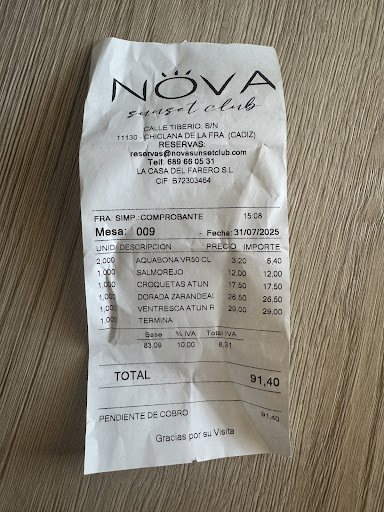 NOVA
sunset club
CALLE TIBERIO, S/N
11130 - CHICLANA DE LA FRA. (CADIZ)
RESERVAS:
reservas@novasunsetclub.com
Telf: 689 66 05 31
LA CASA DEL FARERO S.L
CIF: B72303464
FRA. SIMP.: COMPROBANTE 15:08
Mesa: 009 - Fecha: 31/07/2025
UNID DESCRIPCION PRECIO IMPORTE
2,000 AQUABONA VR50 CL 3,20 6,40
1,000 SALMOREJO 12,00 12,00
1,000 CROQUETAS ATUN 17,50 17,50
1,000 DORADA ZARANDEAI 26,50 26,50
1,000 VENTRESCA ATUN R 29,00 29,00
1,000 TERMINA
Base % IVA Total IVA
83,09 10,00 8,31
TOTAL 91,40
PENDIENTE DE COBRO 91,40
Gracias por su Visita